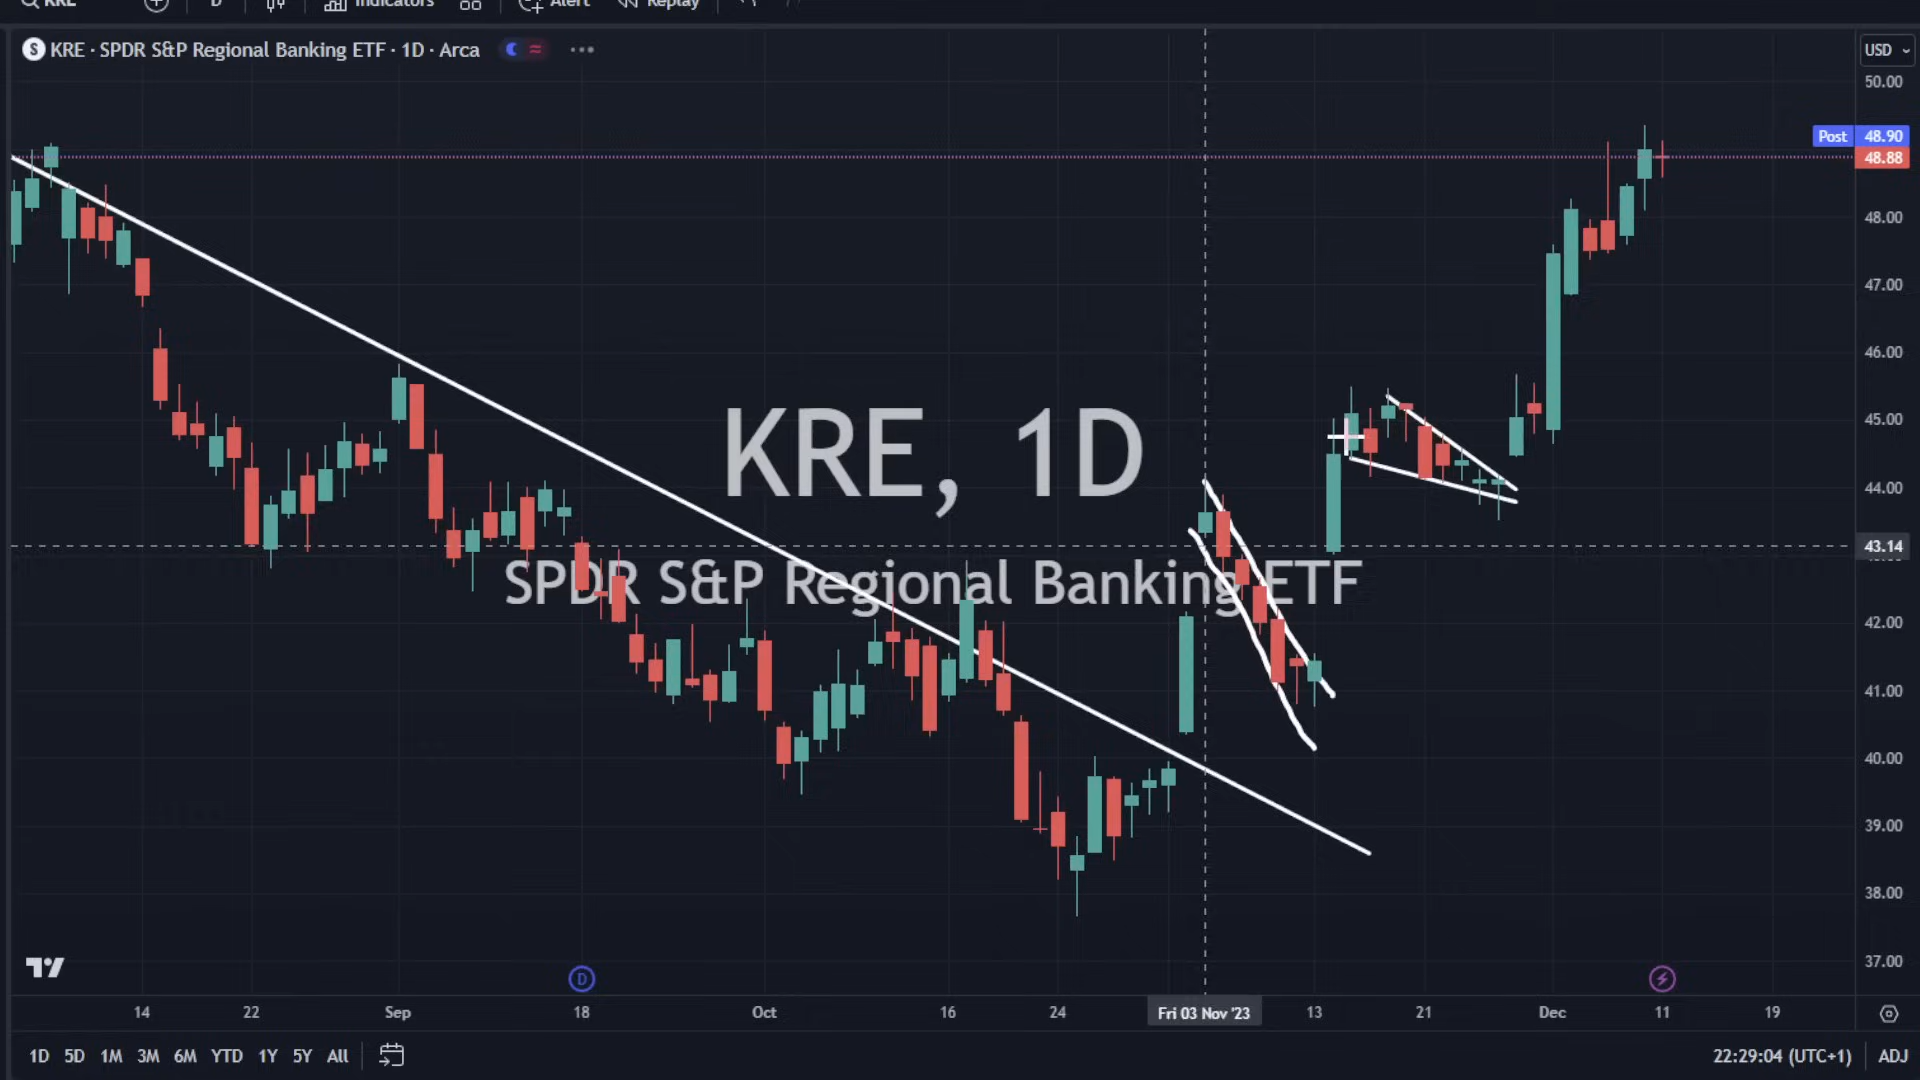 KRE
D
Indicators
Alert
Replay
S KRE · SPDR S&P Regional Banking ETF · 1D · Arca
USD
50.00
Post 48.90
48.88
48.00
47.00
46.00
45.00
44.00
43.14
42.00
41.00
40.00
39.00
38.00
37.00
KRE, 1D
SPDR S&P Regional Banking ETF
D
14 22 Sep 18 Oct 16 24 Fri 03 Nov '23 13 21 Dec 11 19
1D 5D 1M 3M 6M YTD 1Y 5Y All
22:29:04 (UTC+1) ADJ